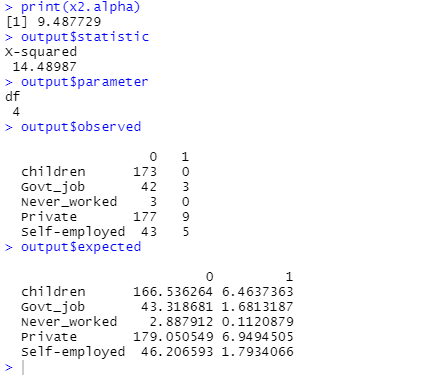 > print(x2.alpha)
[1] 9.487729
> output$statistic
X-squared
 14.48987
> output$parameter
df
 4
> output$observed
                 0   1
  children     173   0
  Govt_job      42   3
  Never_worked   3   0
  Private      177   9
  Self-employed 43   5
> output$expected
                         0         1
  children      166.536264 6.4637363
  Govt_job       43.318681 1.6813187
  Never_worked    2.887912 0.1120879
  Private       179.050549 6.9494505
  Self-employed  46.206593 1.7934066
>